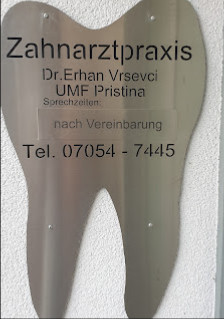 Zahnarztpraxis
Dr.Erhan Vrsevci
UMF Pristina
Sprechzeiten:
nach Vereinbarung
Tel. 07054 - 7445